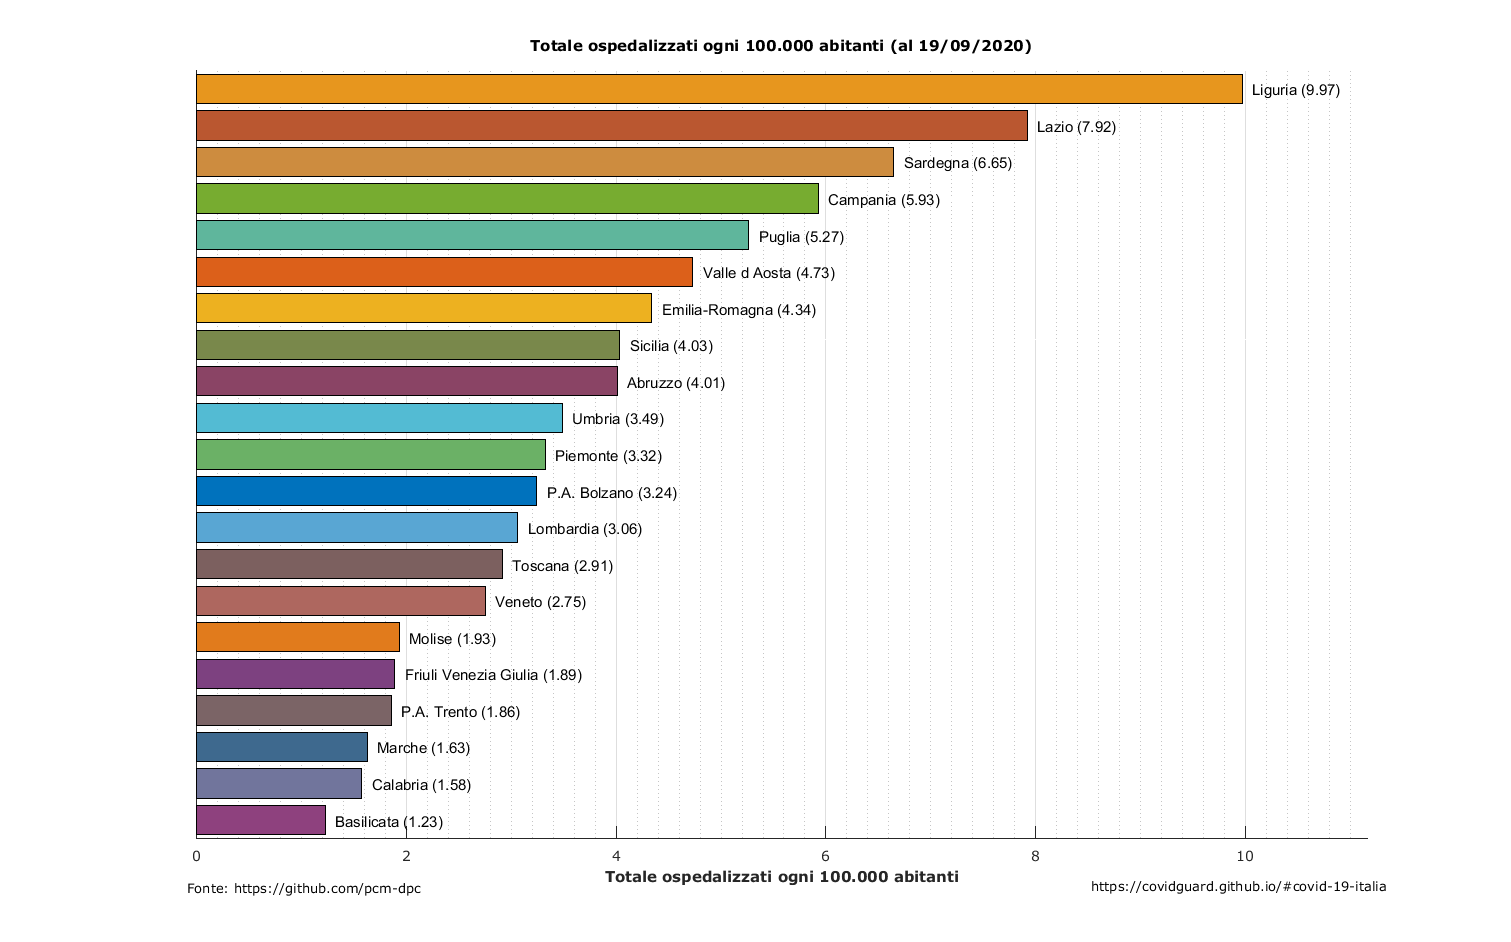 Totale ospedalizzati ogni 100.000 abitanti (al 19/09/2020)
Liguria (9.97)
Lazio (7.92)
Sardegna (6.65)
Campania (5.93)
Puglia (5.27)
Valle d Aosta (4.73)
Emilia-Romagna (4.34)
Sicilia (4.03)
Abruzzo (4.01)
Umbria (3.49)
Piemonte (3.32)
P.A. Bolzano (3.24)
Lombardia (3.06)
Toscana (2.91)
Veneto (2.75)
Molise (1.93)
Friuli Venezia Giulia (1.89)
P.A. Trento (1.86)
Marche (1.63)
Calabria (1.58)
Basilicata (1.23)
0 2 4 6 8 10
Totale ospedalizzati ogni 100.000 abitanti
Fonte: https://github.com/pcm-dpc
https://covidguard.github.io/#covid-19-italia